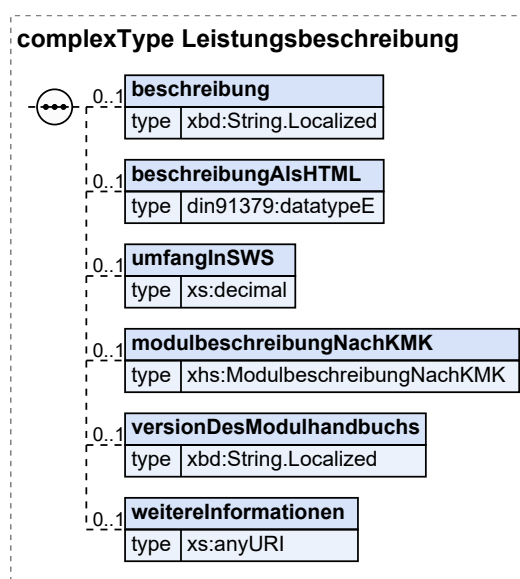 complexType Leistungsbeschreibung
0..1 beschreibung
type xbd:String.Localized
0..1 beschreibungAlsHTML
type din91379:datatypeE
0..1 umfangInSWS
type xs:decimal
0..1 modulbeschreibungNachKMK
type xhs:ModulbeschreibungNachKMK
0..1 versionDesModulhandbuchs
type xbd:String.Localized
0..1 weitereInformationen
type xs:anyURI